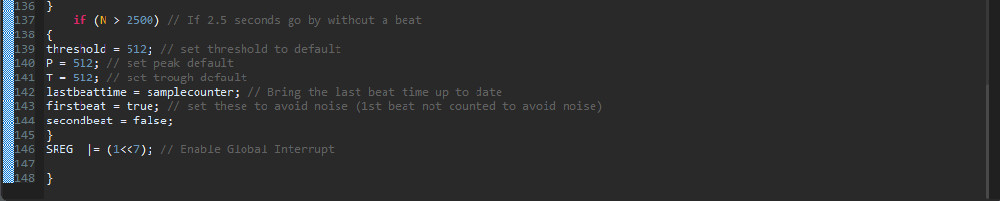 136 }
137 if (N > 2500) // If 2.5 seconds go by without a beat
138 {
139 threshold = 512; // set threshold to default
140 P = 512; // set peak default
141 T = 512; // set trough default
142 lastbeattime = samplecounter; // Bring the last beat time up to date
143 firstbeat = true; // set these to avoid noise (1st beat not counted to avoid noise)
144 secondbeat = false;
145 }
146 SREG |= (1<<7); // Enable Global Interrupt
147
148 }